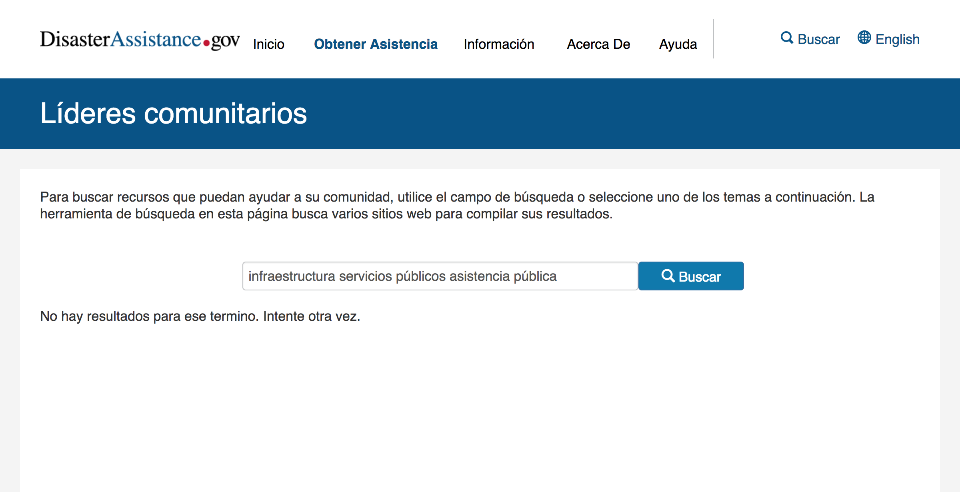 DisasterAssistance.gov Inicio Obtener Asistencia Información Acerca De Ayuda Buscar English
Líderes comunitarios
Para buscar recursos que puedan ayudar a su comunidad, utilice el campo de búsqueda o seleccione uno de los temas a continuación. La
herramienta de búsqueda en esta página busca varios sitios web para compilar sus resultados.
infraestructura servicios públicos asistencia pública Buscar
No hay resultados para ese termino. Intente otra vez.